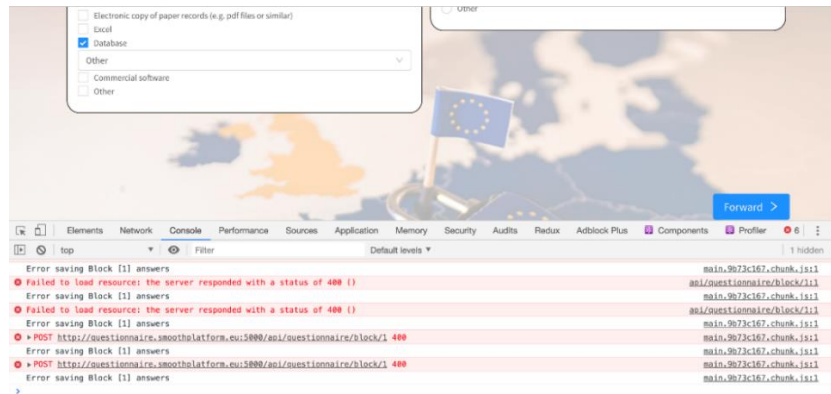 Electronic copy of paper records (e.g. pdf files or similar)
Excel
Database
Other
Commercial software
Other
Other
Forward >
Elements Network Console Performance Sources Application Memory Security Audits Redux Adblock Plus Components Profiler 6
top Filter Default levels ▼ 1 hidden
Error saving Block [1] answers main.9b73c167.chunk.js:1
Failed to load resource: the server responded with a status of 400 () api/questionnaire/block/1:1
Error saving Block [1] answers main.9b73c167.chunk.js:1
Failed to load resource: the server responded with a status of 400 () api/questionnaire/block/1:1
Error saving Block [1] answers main.9b73c167.chunk.js:1
▶ POST http://questionnaire.smoothplatform.eu:5000/api/questionnaire/block/1 400 main.9b73c167.chunk.js:1
Error saving Block [1] answers main.9b73c167.chunk.js:1
▶ POST http://questionnaire.smoothplatform.eu:5000/api/questionnaire/block/1 400 main.9b73c167.chunk.js:1
Error saving Block [1] answers main.9b73c167.chunk.js:1
>